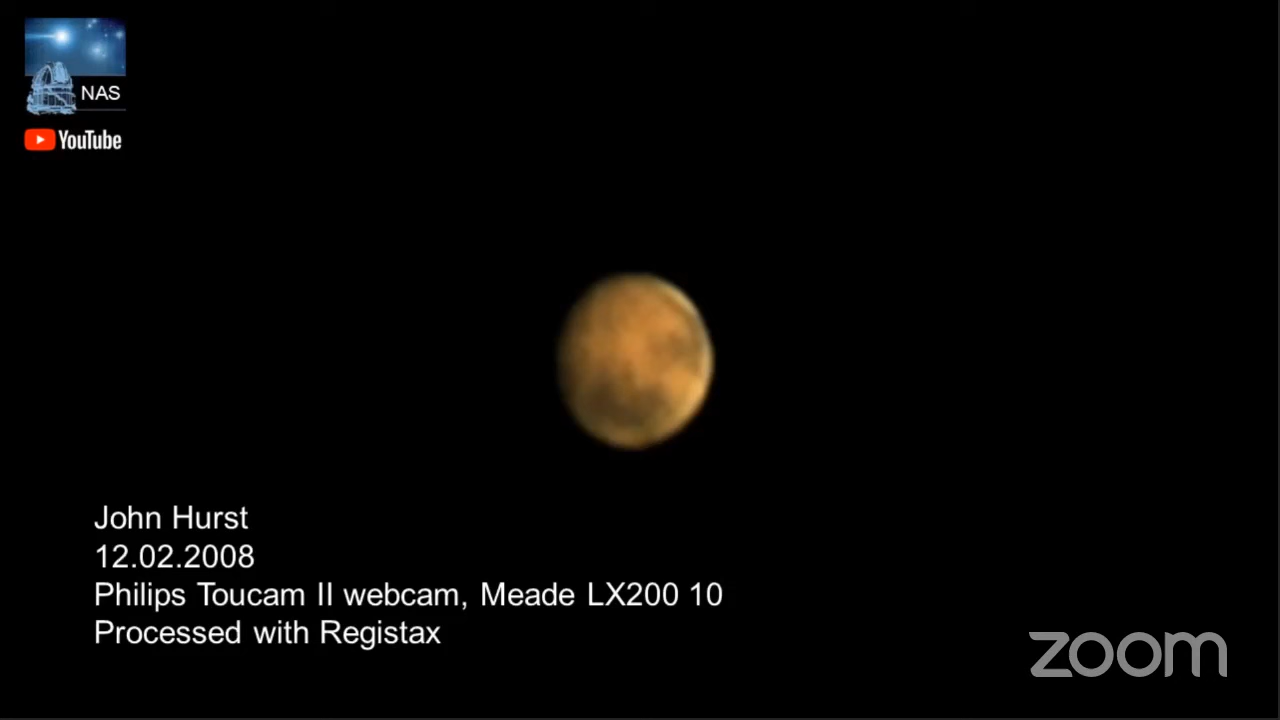 NAS
YouTube
John Hurst
12.02.2008
Philips Toucam II webcam, Meade LX200 10
Processed with Registax
zoom